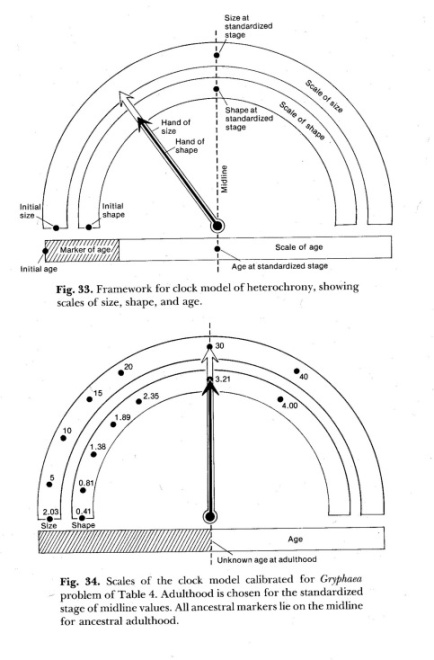 Size at
standardized
stage
Scale of size
Shape at
standardized
stage
Scale of shape
Hand of
size
Hand of
shape
Midline
Initial
size
Initial
shape
Marker of age
Scale of age
Initial age
Age at standardized stage
Fig. 33. Framework for clock model of heterochrony, showing
scales of size, shape, and age.
30
20
40
3.21
15
2.35
4.00
1.89
10
1.38
5
0.81
2.03
0.41
Size
Shape
Age
Unknown age at adulthood
Fig. 34. Scales of the clock model calibrated for Gryphaea
problem of Table 4. Adulthood is chosen for the standardized
stage of midline values. All ancestral markers lie on the midline
for ancestral adulthood.